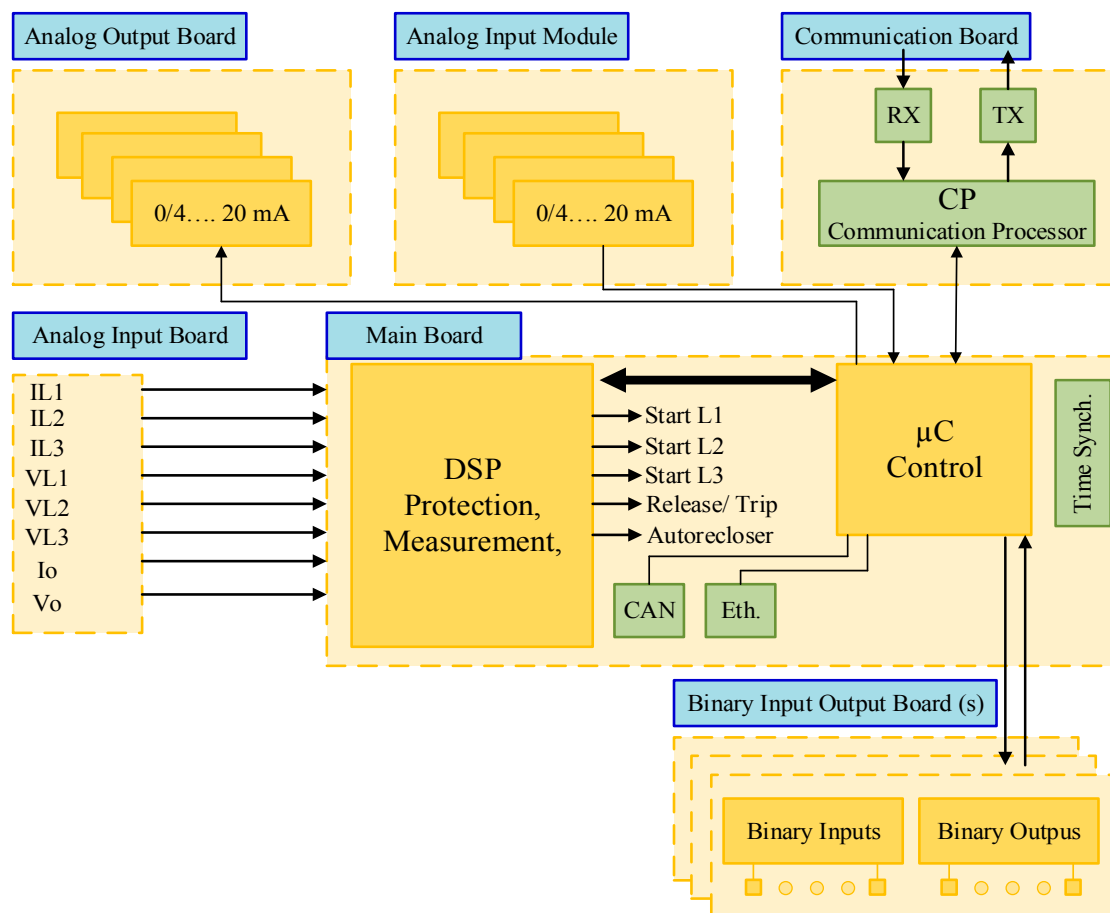 Analog Output Board
Analog Input Module
Communication Board
0/4…. 20 mA
0/4…. 20 mA
RX
TX
CP
Communication Processor
Analog Input Board
IL1
IL2
IL3
VL1
VL2
VL3
Io
Vo
Main Board
DSP
Protection,
Measurement,
Start L1
Start L2
Start L3
Release/ Trip
Autorecloser
µC
Control
Time Synch.
CAN
Eth.
Binary Input Output Board (s)
Binary Inputs
Binary Outpus